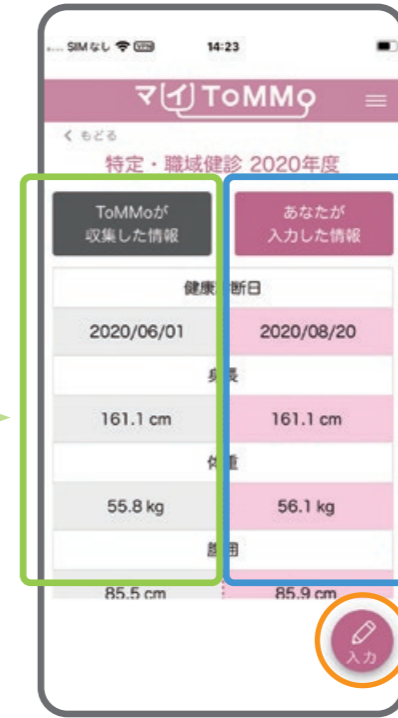 SIMなし VPN 14:23
マイToMMo
もどる
特定・職域健診 2020年度
ToMMoが
収集した情報
あなたが
入力した情報
健康診断日
2020/06/01 2020/08/20
身長
161.1 cm 161.1 cm
体重
55.8 kg 56.1 kg
腹囲
85.5 cm 85.9 cm
入力